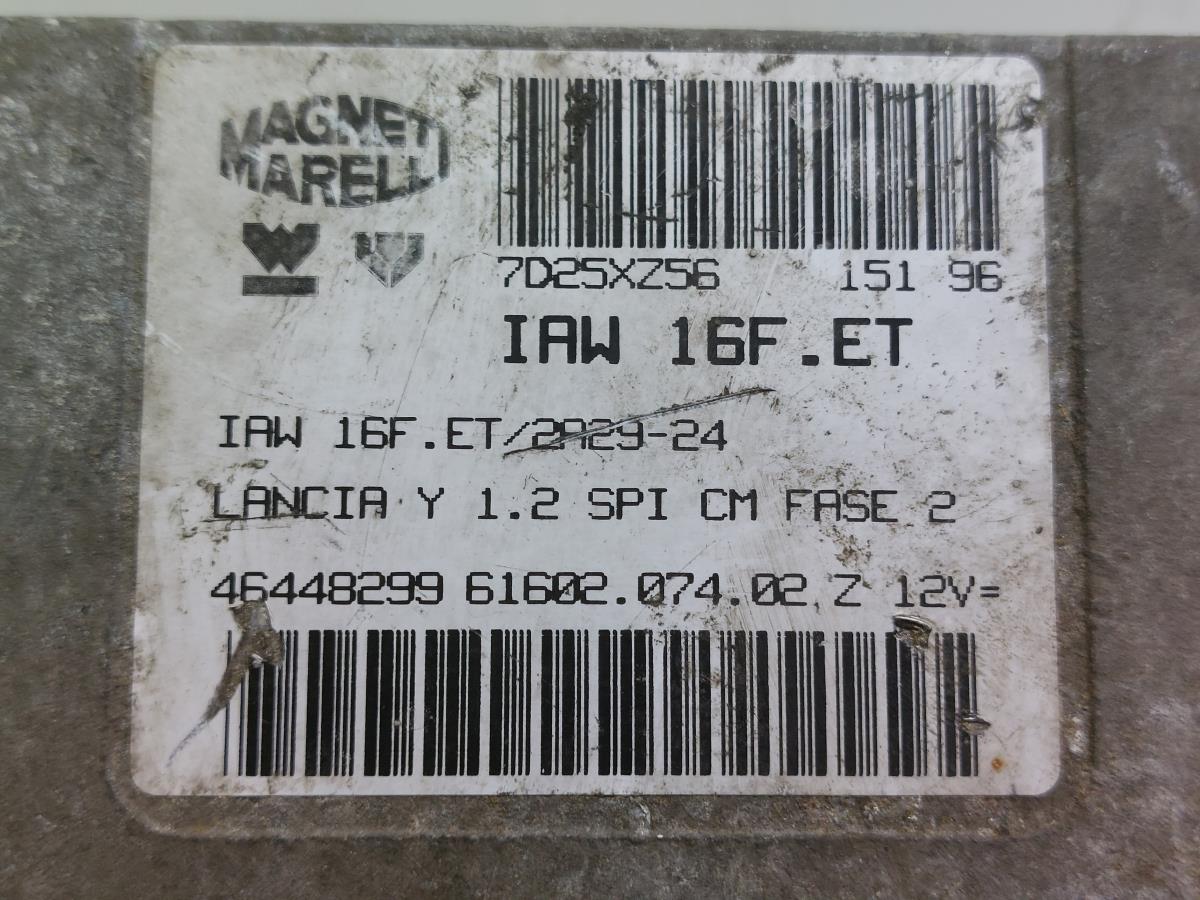 MAGNETI
MARELLI
W
7D25XZ56 151 96
IAW 16F.ET
IAW 16F.ET/2A29-24
LANCIA Y 1.2 SPI CM FASE 2
46448299 61602.074.02 Z 12V=